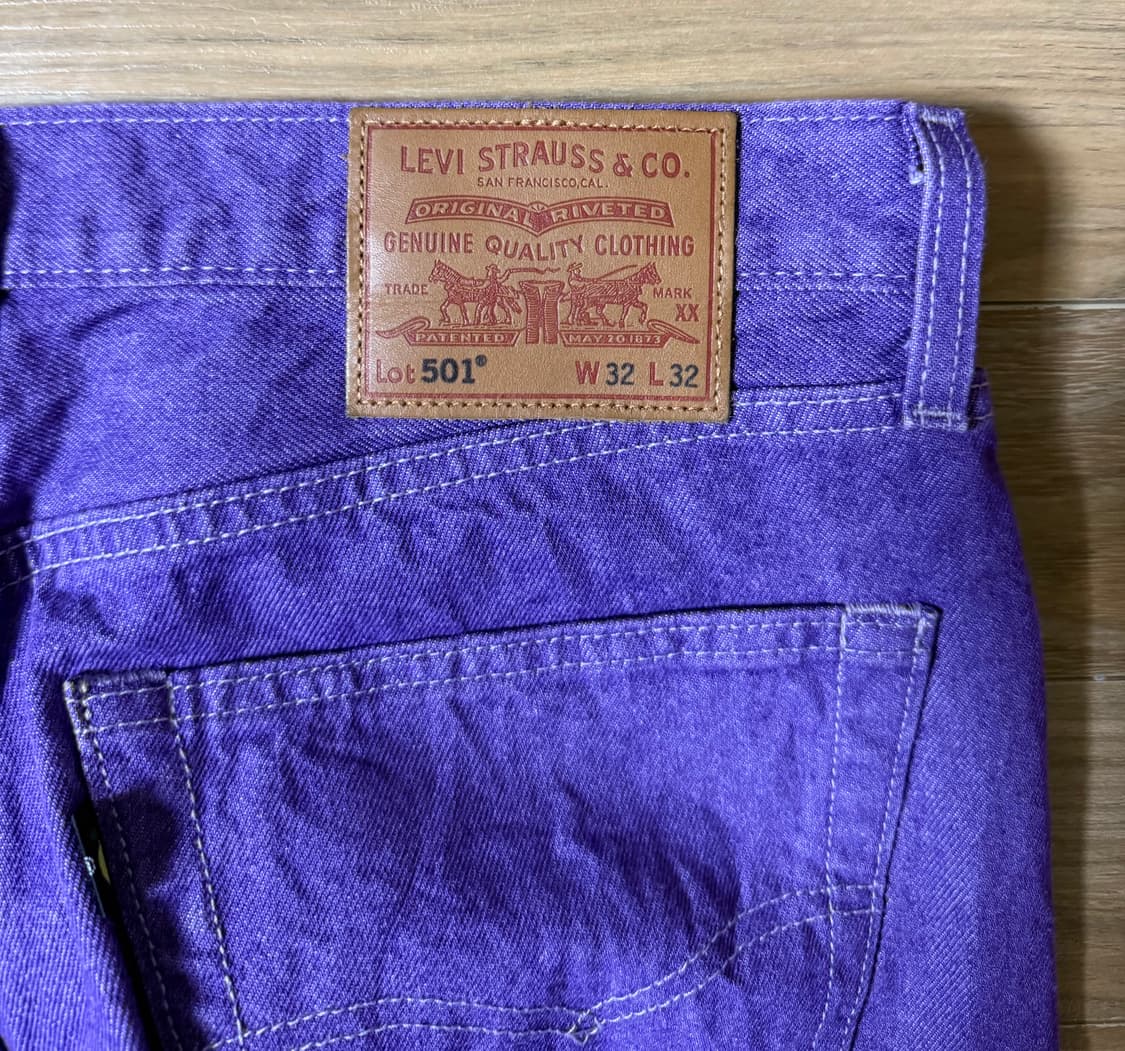 LEVI STRAUSS & CO.
SAN FRANCISCO, CAL.
ORIGINAL RIVETED
GENUINE QUALITY CLOTHING
TRADE MARK
XX
PATENTED MAY 20 1873
Lot 501® W 32 L 32